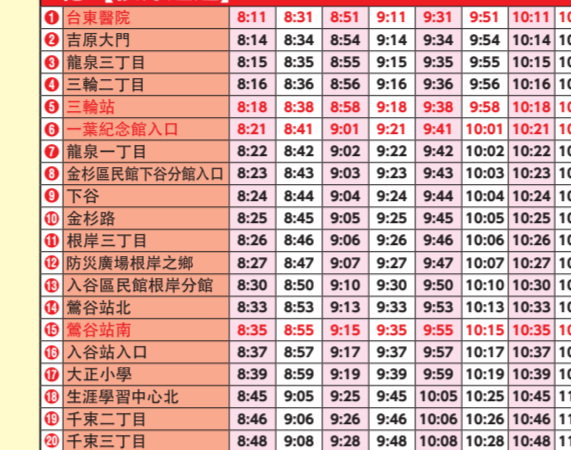 1 台東醫院 8:11 8:31 8:51 9:11 9:31 9:51 10:11
2 吉原大門 8:14 8:34 8:54 9:14 9:34 9:54 10:14
3 龍泉三丁目 8:15 8:35 8:55 9:15 9:35 9:55 10:15
4 三輪二丁目 8:16 8:36 8:56 9:16 9:36 9:56 10:16
5 三輪站 8:18 8:38 8:58 9:18 9:38 9:58 10:18
6 一葉紀念館入口 8:21 8:41 9:01 9:21 9:41 10:01 10:21
7 龍泉一丁目 8:22 8:42 9:02 9:22 9:42 10:02 10:22
8 金杉區民館下谷分館入口 8:23 8:43 9:03 9:23 9:43 10:03 10:23
9 下谷 8:24 8:44 9:04 9:24 9:44 10:04 10:24
10 金杉路 8:25 8:45 9:05 9:25 9:45 10:05 10:25
11 根岸三丁目 8:26 8:46 9:06 9:26 9:46 10:06 10:26
12 防災廣場根岸之鄉 8:27 8:47 9:07 9:27 9:47 10:07 10:27
13 入谷區民館根岸分館 8:30 8:50 9:10 9:30 9:50 10:10 10:30
14 鶯谷站北 8:33 8:53 9:13 9:33 9:53 10:13 10:33
15 鶯谷站南 8:35 8:55 9:15 9:35 9:55 10:15 10:35
16 入谷站入口 8:37 8:57 9:17 9:37 9:57 10:17 10:37
17 大正小學 8:39 8:59 9:19 9:39 9:59 10:19 10:39
18 生涯學習中心北 8:45 9:05 9:25 9:45 10:05 10:25 10:45
19 千束二丁目 8:46 9:06 9:26 9:46 10:06 10:26 10:46
20 千束三丁目 8:48 9:08 9:28 9:48 10:08 10:28 10:48